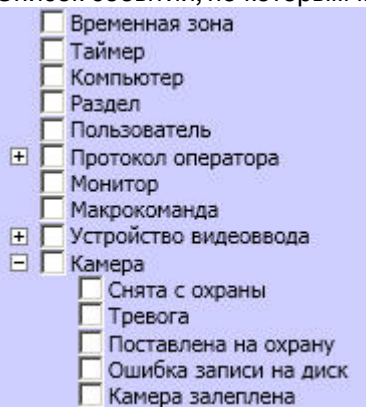 Временная зона
Таймер
Компьютер
Раздел
Пользователь
Протокол оператора
Монитор
Макрокоманда
Устройство видеоввода
Камера
Снята с охраны
Тревога
Поставлена на охрану
Ошибка записи на диск
Камера залеплена